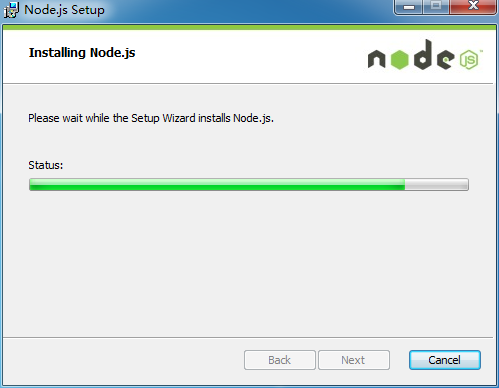 Node.js Setup
Installing Node.js
node
JS
™
Please wait while the Setup Wizard installs Node.js.
Status:
Back
Next
Cancel